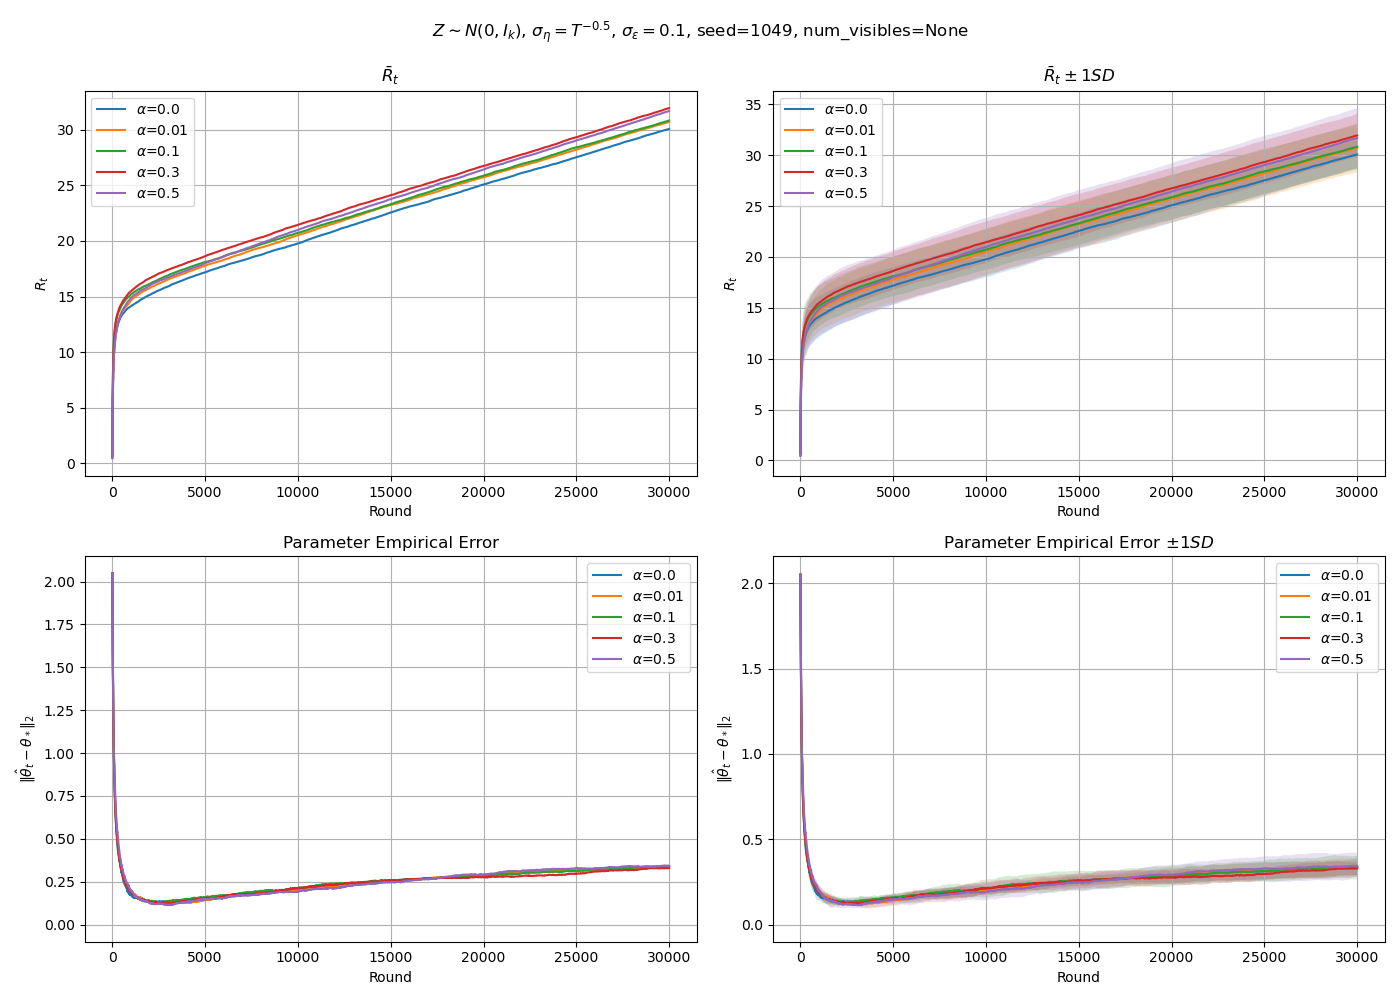 Z ∼ N(0, I_k), σ_η = T^{−0.5}, σ_ε = 0.1, seed=1049, num_visibles=None
R̄_t
R_t
30
25
20
15
10
5
0
α=0.0
α=0.01
α=0.1
α=0.3
α=0.5
0 5000 10000 15000 20000 25000 30000
Round
R̄_t ± 1SD
R_t
35
30
25
20
15
10
5
0
α=0.0
α=0.01
α=0.1
α=0.3
α=0.5
0 5000 10000 15000 20000 25000 30000
Round
Parameter Empirical Error
‖θ̂_t − θ_*‖_2
2.00
1.75
1.50
1.25
1.00
0.75
0.50
0.25
0.00
α=0.0
α=0.01
α=0.1
α=0.3
α=0.5
0 5000 10000 15000 20000 25000 30000
Round
Parameter Empirical Error ±1SD
‖θ̂_t − θ_*‖_2
2.0
1.5
1.0
0.5
0.0
α=0.0
α=0.01
α=0.1
α=0.3
α=0.5
0 5000 10000 15000 20000 25000 30000
Round